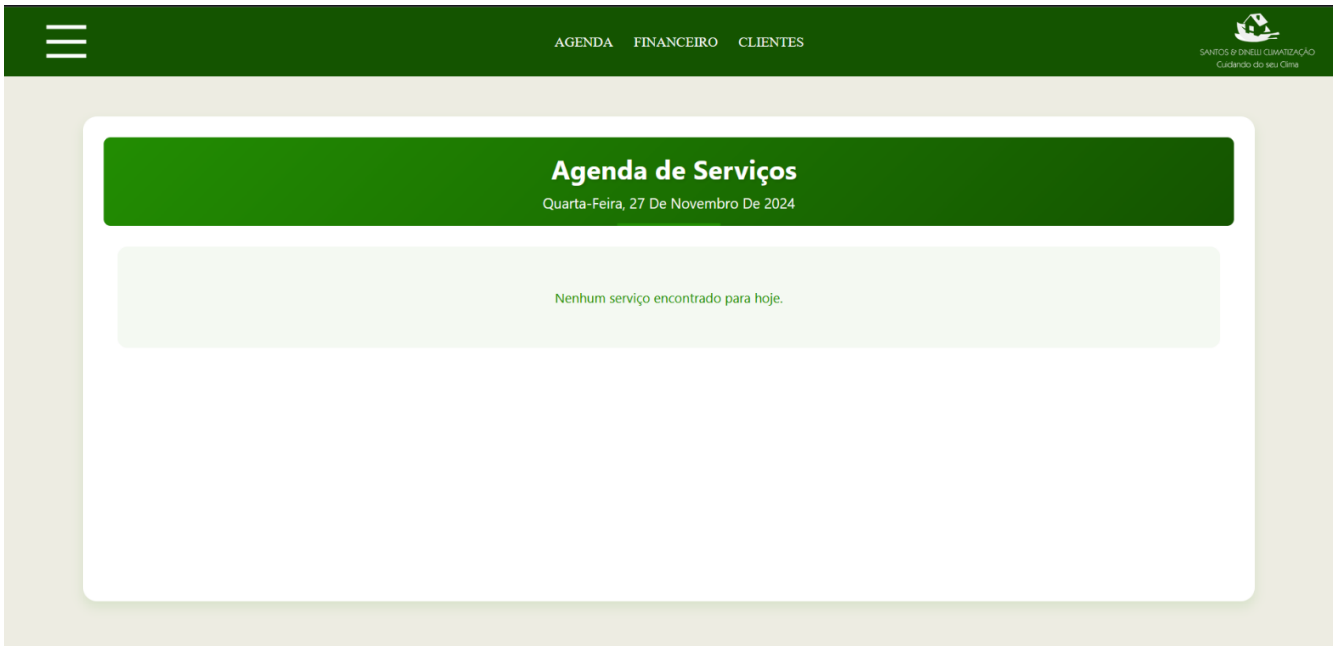 AGENDA FINANCEIRO CLIENTES
SANTOS & DINELLI CLIMATIZAÇÃO
Cuidando do seu Clima
Agenda de Serviços
Quarta-Feira, 27 De Novembro De 2024
Nenhum serviço encontrado para hoje.